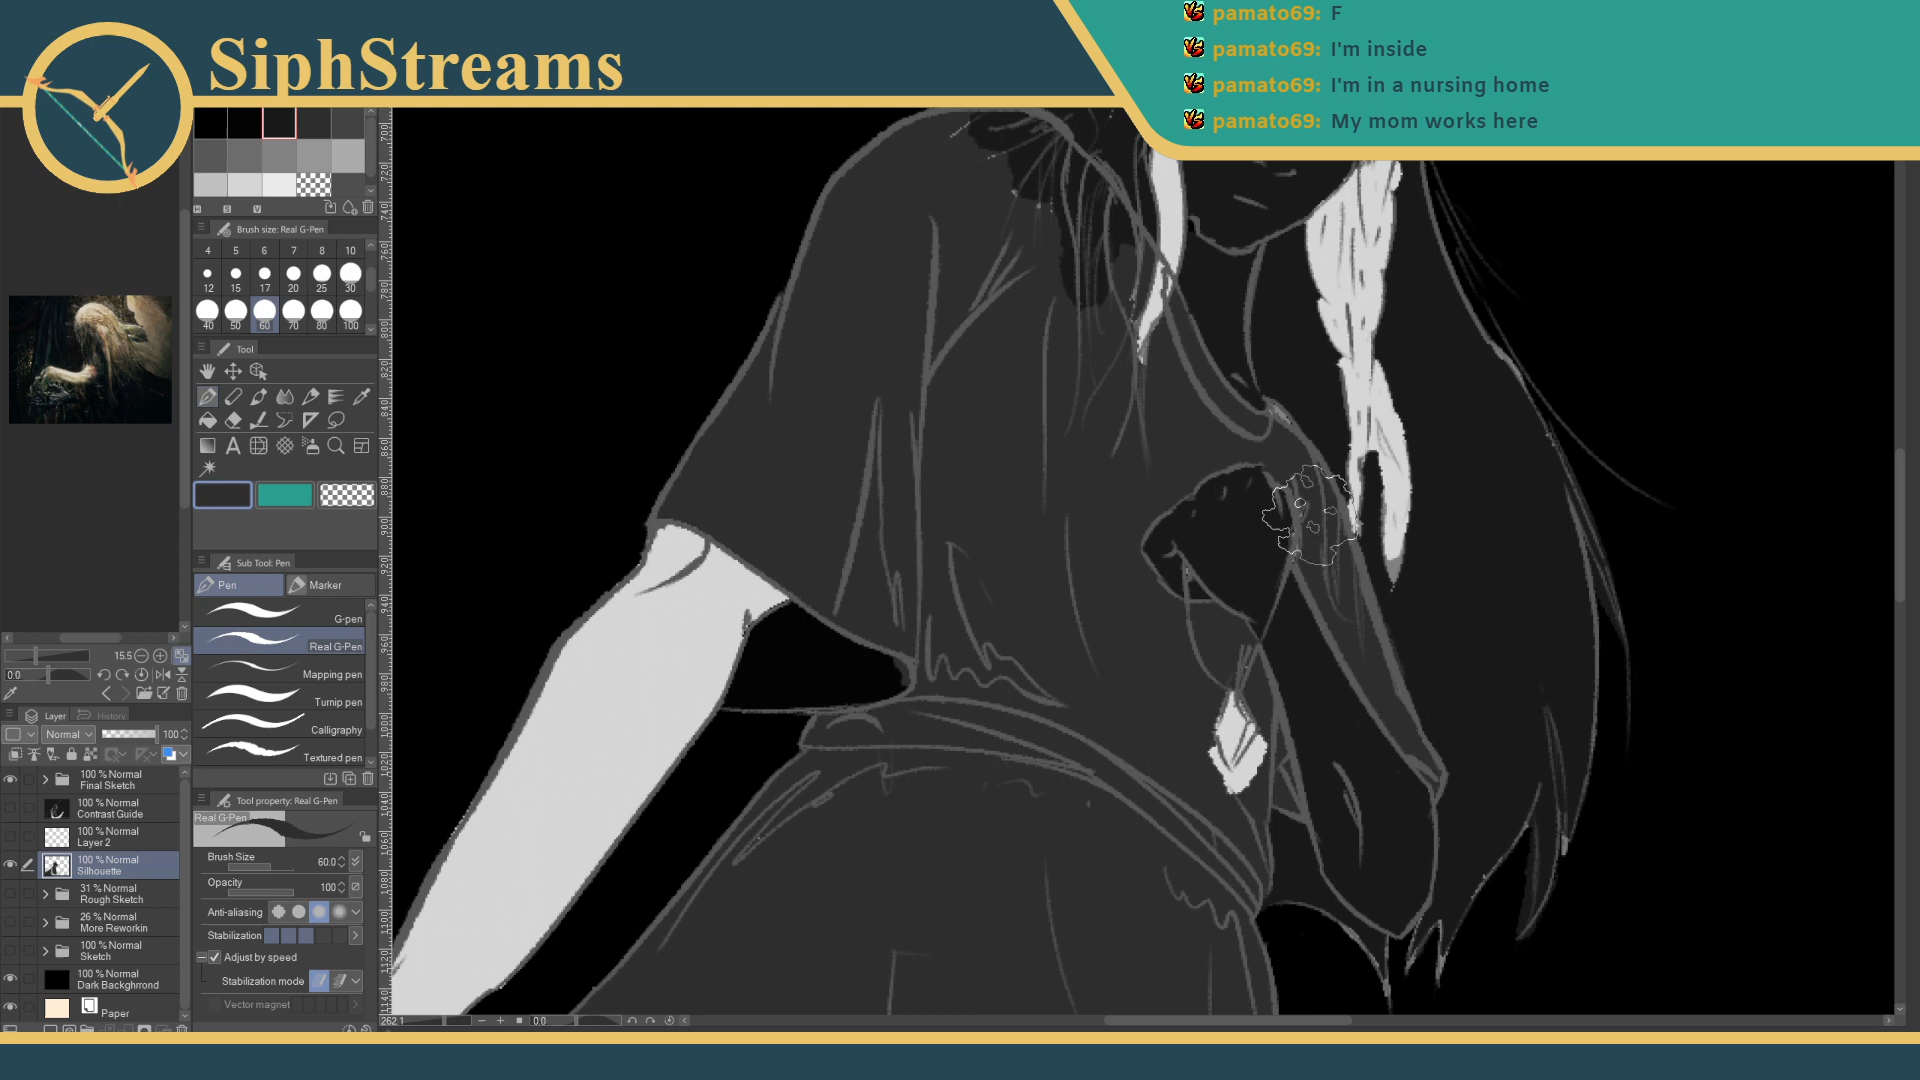 SiphStreams
pamato69: F
pamato69: I'm inside
pamato69: I'm in a nursing home
pamato69: My mom works here
H S V
Brush size: Real G-Pen
4 5 6 7 8 10
12 15 17 20 25 30
40 50 60 70 80 100
Tool
Sub Tool: Pen
Pen Marker
G-pen
Real G-Pen
Mapping pen
Turnip pen
Calligraphy
Textured pen
15.5
0.0
Layer History
Normal 100
100 % Normal
Final Sketch
100 % Normal
Contrast Guide
100 % Normal
Layer 2
100 % Normal
Silhouette
31 % Normal
Rough Sketch
26 % Normal
More Reworkin
100 % Normal
Sketch
100 % Normal
Dark Backghrrond
Paper
Tool property: Real G-Pen
Real G-Pen
Brush Size 60.0
Opacity 100
Anti-aliasing
Stabilization
Adjust by speed
Stabilization mode
Vector magnet
262.1 0.0